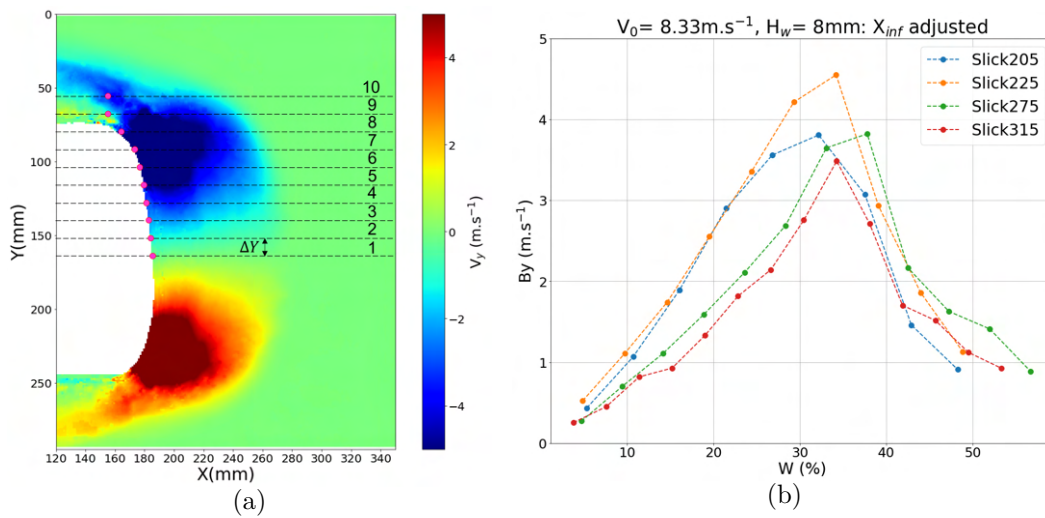 0
50
100
150
200
250
Y(mm)
10
9
8
7
6
5
4
3
2
1
ΔY
120 140 160 180 200 220 240 260 280 300 320 340
X(mm)
4
2
0
−2
−4
V_y (m.s⁻¹)
(a)
V₀= 8.33m.s⁻¹, H_w= 8mm: X_inf adjusted
5
4
3
2
1
0
By (m.s⁻¹)
Slick205
Slick225
Slick275
Slick315
10 20 30 40 50
W (%)
(b)